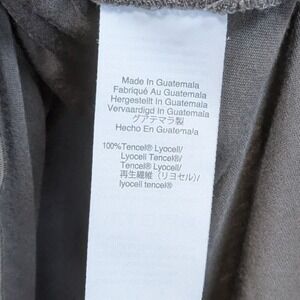 Made In Guatemala
Fabriqué Au Guatemala
Hergestellt In Guatemala
Vervaardigd In Guatemala
グアテマラ製
Hecho En Guatemala
100%Tencel® Lyocell/
Lyocell Tencel®/
Tencel® Lyocell/
再生繊維（リヨセル）/
lyocell tencel®